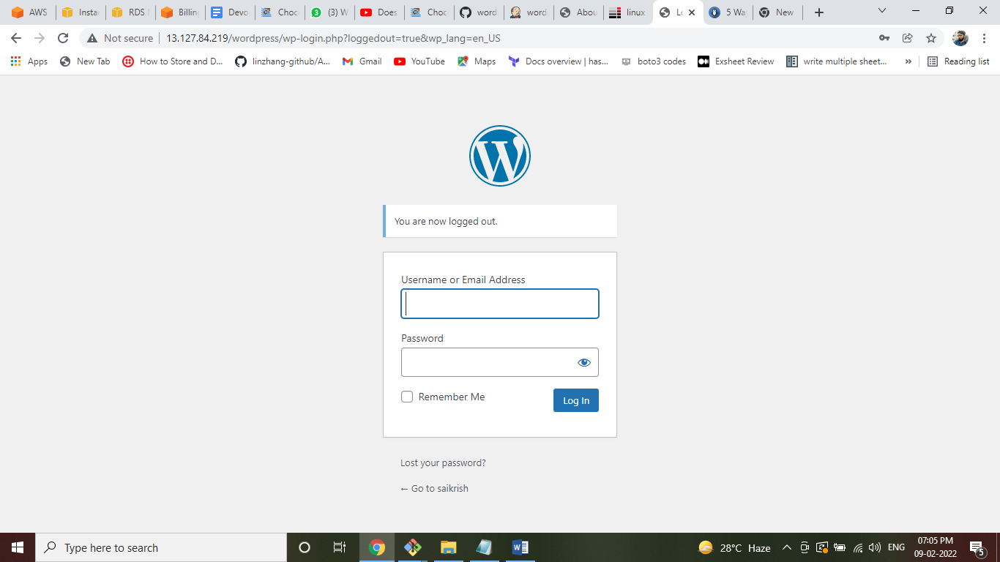 AWS
Insta
RDS
Billin
Devo
Choc
(3) W
Does
Choc
word
word
Abou
linux
Lo
5 Wa
New
Not secure
13.127.84.219/wordpress/wp-login.php?loggedout=true&wp_lang=en_US
Apps
New Tab
How to Store and D...
linzhang-github/A...
Gmail
YouTube
Maps
Docs overview | has...
boto3 codes
Exsheet Review
write multiple sheet...
»
Reading list
You are now logged out.
Username or Email Address
Password
Remember Me
Log In
Lost your password?
← Go to saikrish
Type here to search
28°C Haze
ENG
07:05 PM
09-02-2022
5